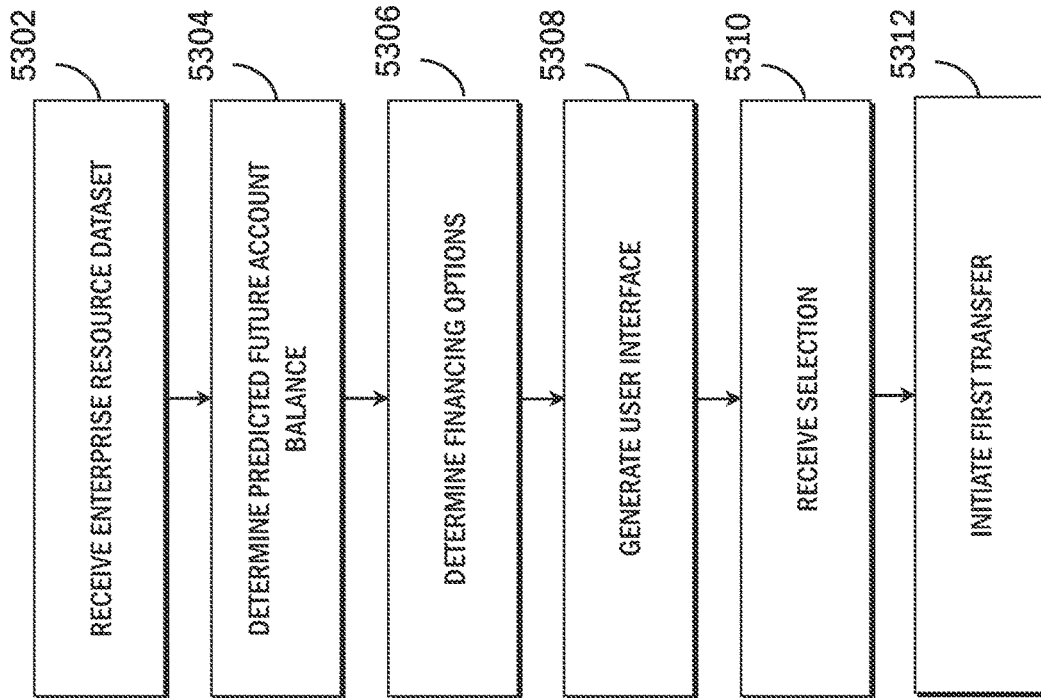 5302
RECEIVE ENTERPRISE RESOURCE DATASET
5304
DETERMINE PREDICTED FUTURE ACCOUNT
BALANCE
5306
DETERMINE FINANCING OPTIONS
5308
GENERATE USER INTERFACE
5310
RECEIVE SELECTION
5312
INITIATE FIRST TRANSFER